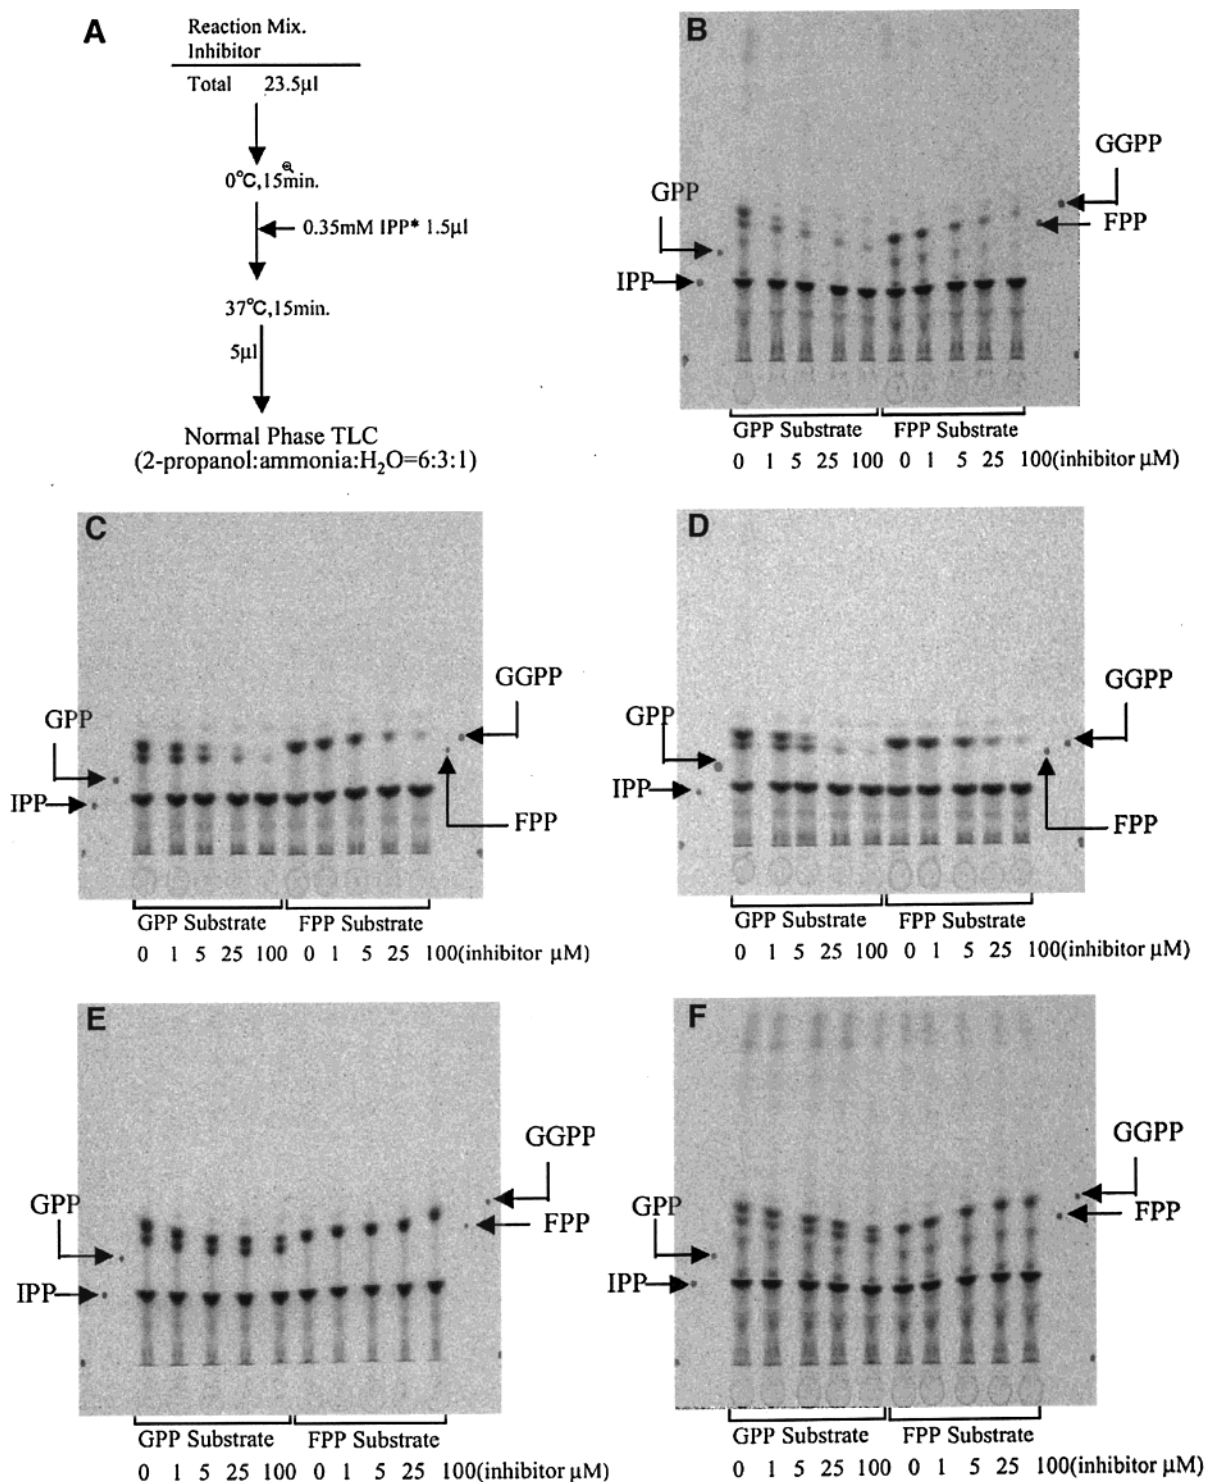 A
Reaction Mix.
Inhibitor
Total 23.5µl
0°C,15min.
0.35mM IPP* 1.5µl
37°C,15min.
5µl
Normal Phase TLC
(2-propanol:ammonia:H₂O=6:3:1)
B
GGPP
GPP
FPP
IPP
GPP Substrate FPP Substrate
0 1 5 25 100 0 1 5 25 100(inhibitor µM)
C
GGPP
GPP
IPP
FPP
GPP Substrate FPP Substrate
0 1 5 25 100 0 1 5 25 100(inhibitor µM)
D
GGPP
GPP
IPP
FPP
GPP Substrate FPP Substrate
0 1 5 25 100 0 1 5 25 100(inhibitor µM)
E
GGPP
GPP
FPP
IPP
GPP Substrate FPP Substrate
0 1 5 25 100 0 1 5 25 100(inhibitor µM)
F
GGPP
GPP
FPP
IPP
GPP Substrate FPP Substrate
0 1 5 25 100 0 1 5 25 100(inhibitor µM)